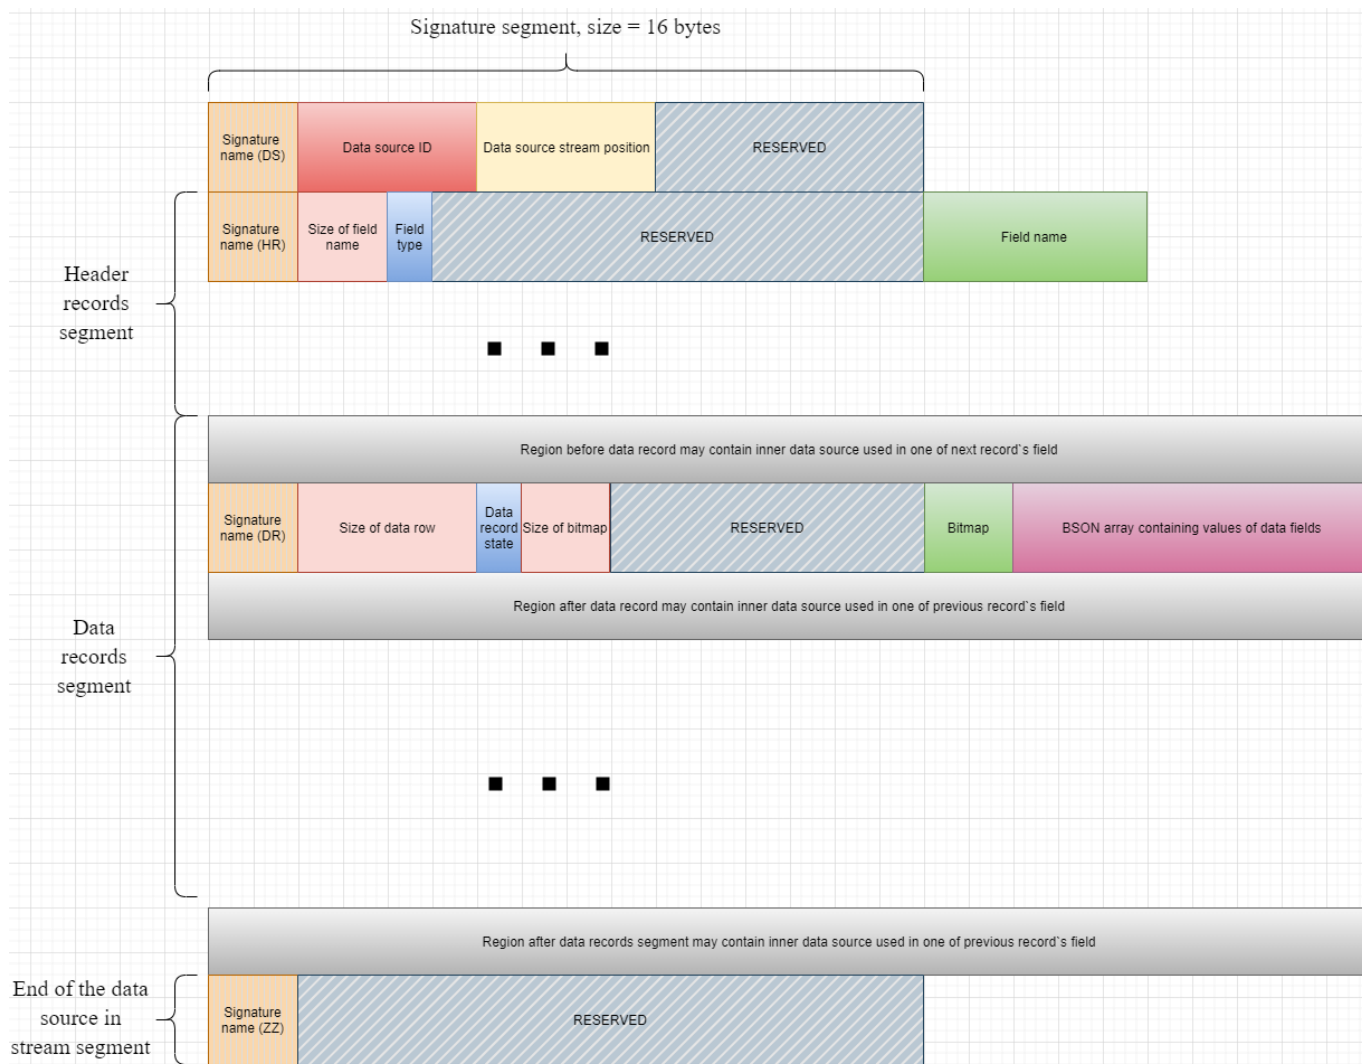 Signature segment, size = 16 bytes
Signature
name (DS)
Data source ID
Data source stream position
RESERVED
Header
records
segment
Signature
name (HR)
Size of field
name
Field
type
RESERVED
Field name
Region before data record may contain inner data source used in one of next record`s field
Data
records
segment
Signature
name (DR)
Size of data row
Data
record
state
Size of bitmap
RESERVED
Bitmap
BSON array containing values of data fields
Region after data record may contain inner data source used in one of previous record`s field
Region after data records segment may contain inner data source used in one of previous record`s field
End of the data
source in
stream segment
Signature
name (ZZ)
RESERVED